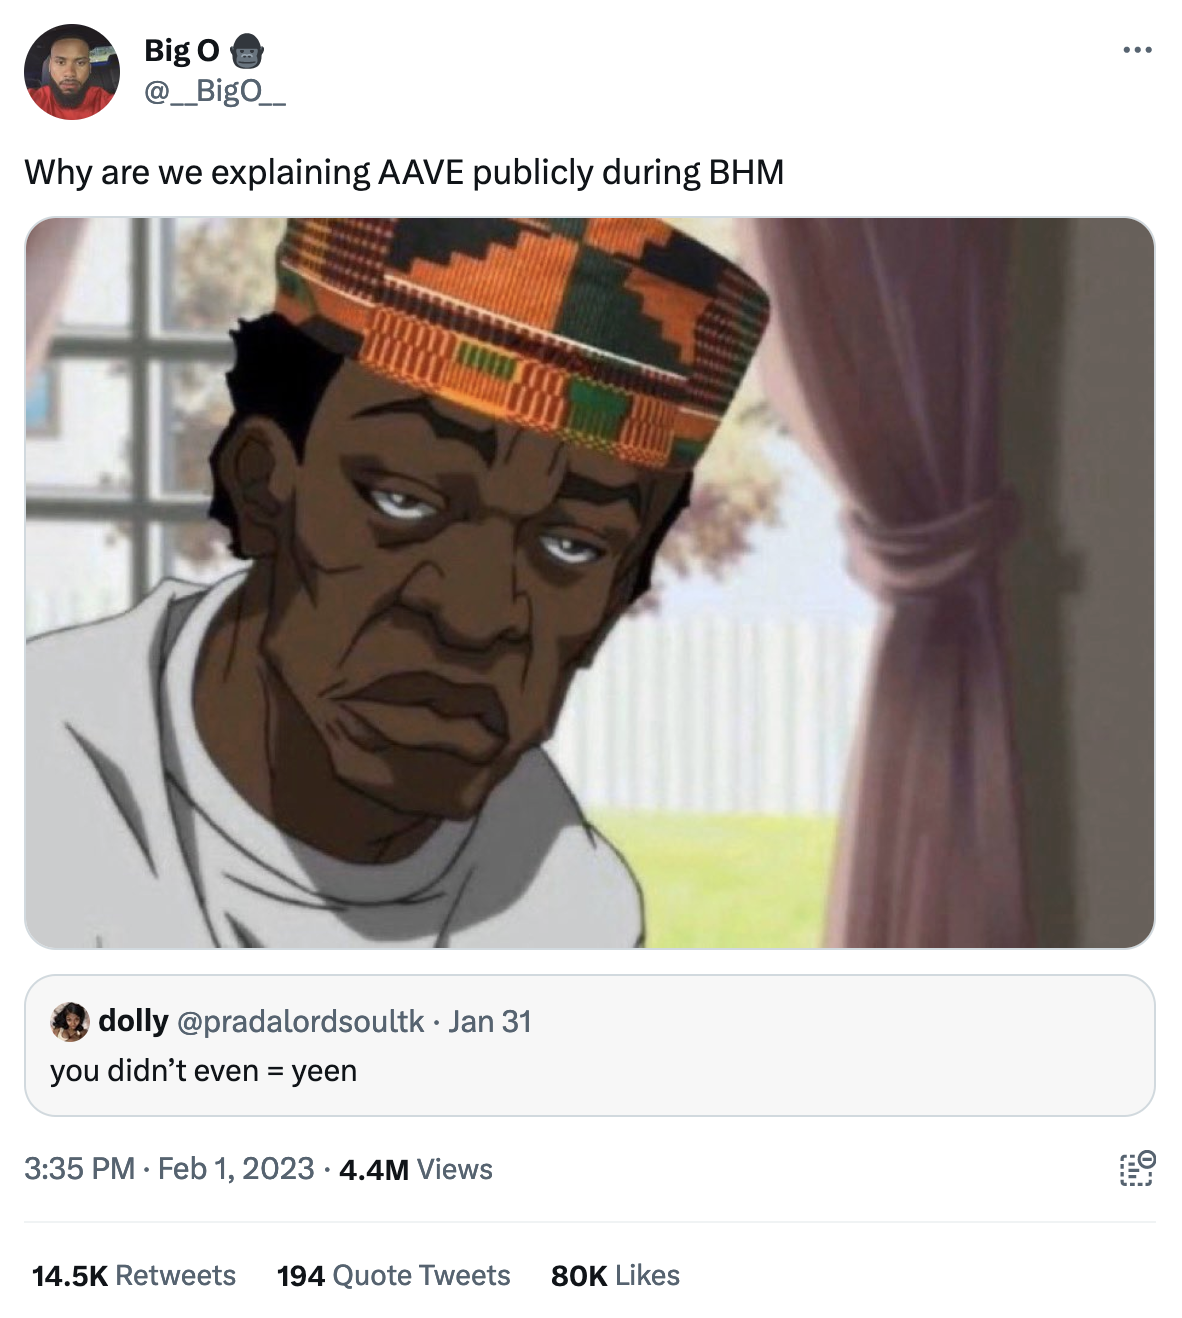 Big O 🦍
@__BigO__
Why are we explaining AAVE publicly during BHM
dolly @pradalordsoultk · Jan 31
you didn’t even = yeen
3:35 PM · Feb 1, 2023 · 4.4M Views
14.5K Retweets 194 Quote Tweets 80K Likes